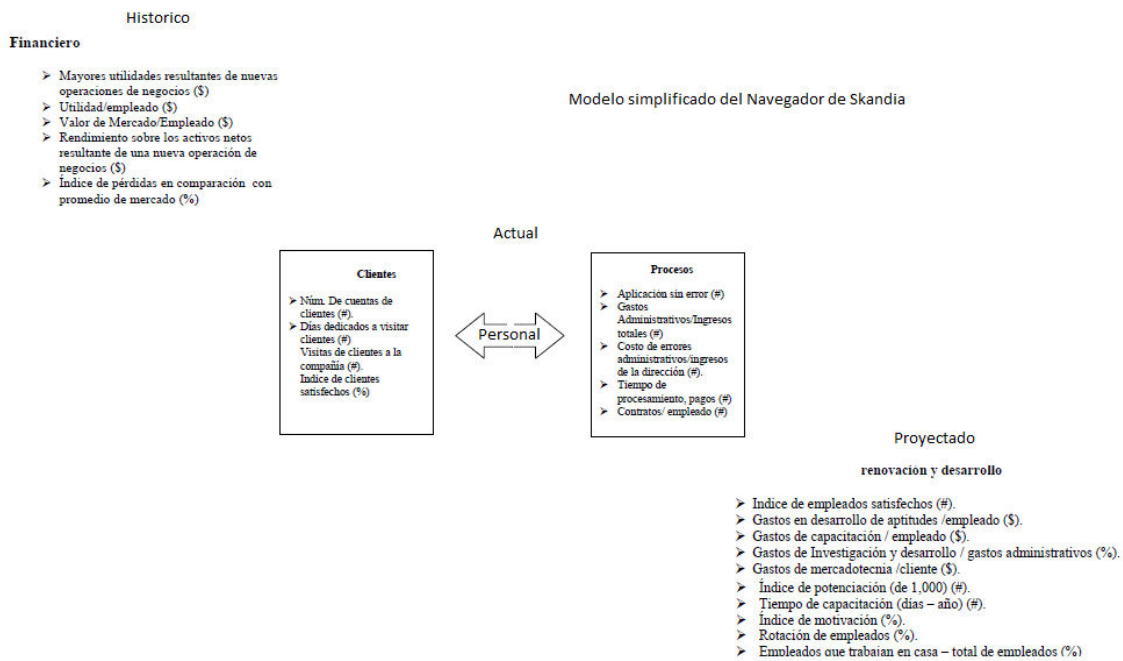 Historico
Financiero
➢ Mayores utilidades resultantes de nuevas
operaciones de negocios ($)
➢ Utilidad/empleado ($)
➢ Valor de Mercado/Empleado ($)
➢ Rendimiento sobre los activos netos
resultante de una nueva operación de
negocios ($)
➢ Índice de pérdidas en comparación con
promedio de mercado (%)
Modelo simplificado del Navegador de Skandia
Actual
Clientes
➢ Núm. De cuentas de
clientes (#).
➢ Días dedicados a visitar
clientes (#)
Visitas de clientes a la
compañía (#).
Indice de clientes
satisfechos (%)
Personal
Procesos
➢ Aplicación sin error (#)
➢ Gastos
Administrativos/Ingresos
totales (#)
➢ Costo de errores
administrativos/ingresos
de la dirección (#).
➢ Tiempo de
procesamiento, pagos (#)
➢ Contratos/ empleado (#)
Proyectado
renovación y desarrollo
➢ Indice de empleados satisfechos (#).
➢ Gastos en desarrollo de aptitudes /empleado ($).
➢ Gastos de capacitación / empleado ($).
➢ Gastos de Investigación y desarrollo / gastos administrativos (%).
➢ Gastos de mercadotecnia /cliente ($).
➢ Índice de potenciación (de 1,000) (#).
➢ Tiempo de capacitación (días – año) (#).
➢ Índice de motivación (%).
➢ Rotación de empleados (%).
➢ Empleados que trabajan en casa – total de empleados (%)